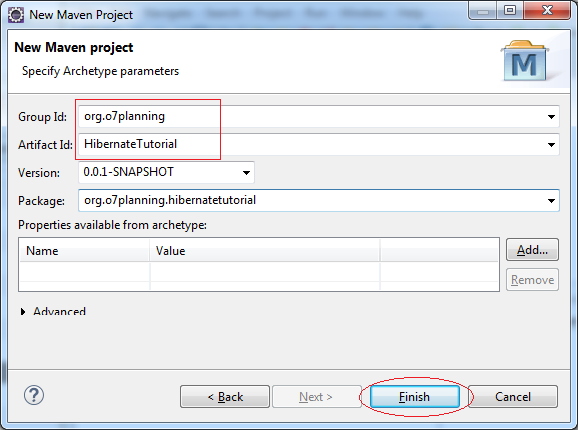 New Maven Project
New Maven project
Specify Archetype parameters
M
Group Id: org.o7planning
Artifact Id: HibernateTutorial
Version: 0.0.1-SNAPSHOT
Package: org.o7planning.hibernatetutorial
Properties available from archetype:
Name Value
Add...
Remove
Advanced
? < Back Next > Finish Cancel